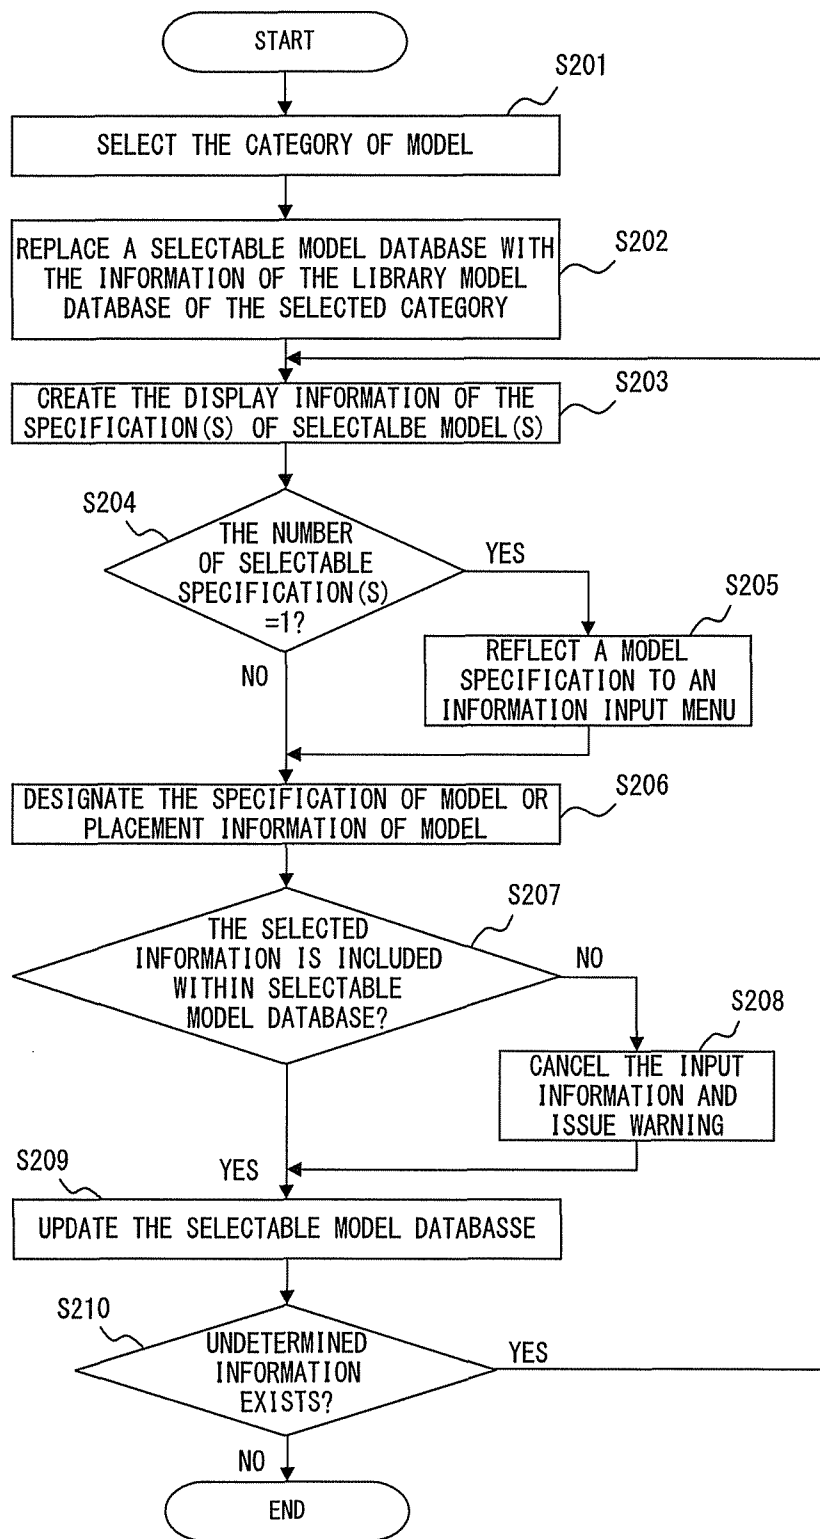 START
S201
SELECT THE CATEGORY OF MODEL
S202
REPLACE A SELECTABLE MODEL DATABASE WITH
THE INFORMATION OF THE LIBRARY MODEL
DATABASE OF THE SELECTED CATEGORY
S203
CREATE THE DISPLAY INFORMATION OF THE
SPECIFICATION(S) OF SELECTALBE MODEL(S)
S204
THE NUMBER
OF SELECTABLE
SPECIFICATION(S)
=1?
YES
NO
S205
REFLECT A MODEL
SPECIFICATION TO AN
INFORMATION INPUT MENU
S206
DESIGNATE THE SPECIFICATION OF MODEL OR
PLACEMENT INFORMATION OF MODEL
S207
THE SELECTED
INFORMATION IS INCLUDED
WITHIN SELECTABLE
MODEL DATABASE?
NO
S208
CANCEL THE INPUT
INFORMATION AND
ISSUE WARNING
YES
S209
UPDATE THE SELECTABLE MODEL DATABASSE
S210
UNDETERMINED
INFORMATION
EXISTS?
YES
NO
END